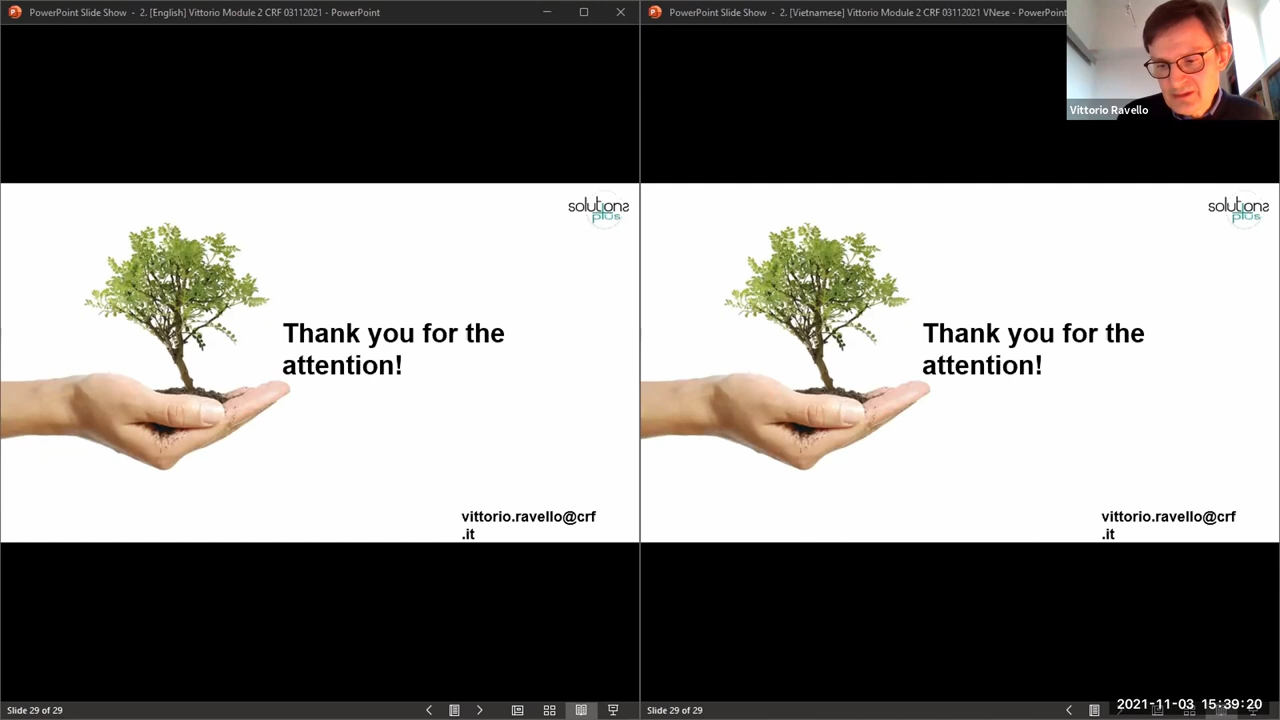 PowerPoint Slide Show - 2. [English] Vittorio Module 2 CRF 03112021 - PowerPoint
PowerPoint Slide Show - 2. [Vietnamese] Vittorio Module 2 CRF 03112021 VNese - PowerPoint
Vittorio Ravello
solutions
plus
Thank you for the
attention!
vittorio.ravello@crf
.it
solutions
plus
Thank you for the
attention!
vittorio.ravello@crf
.it
Slide 29 of 29
Slide 29 of 29
2021-11-03 15:39:20